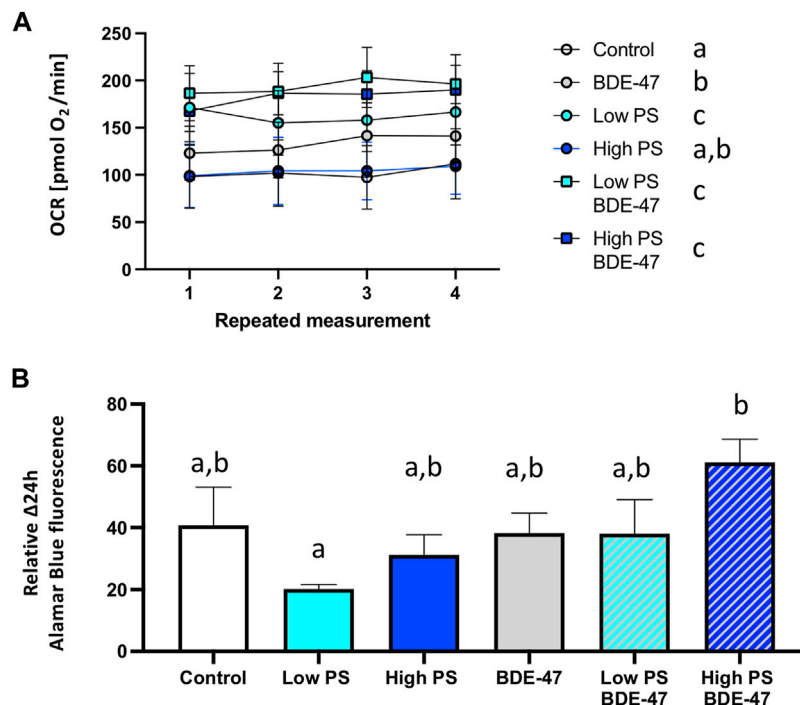 A
OCR [pmol O2/min]
250
200
150
100
50
0
1 2 3 4
Repeated measurement
Control a
BDE-47 b
Low PS c
High PS a,b
Low PS
BDE-47 c
High PS
BDE-47 c
B
Relative Δ24h
Alamar Blue fluorescence
80
60
40
20
0
a,b a a,b a,b a,b b
Control Low PS High PS BDE-47 Low PS High PS
BDE-47 BDE-47